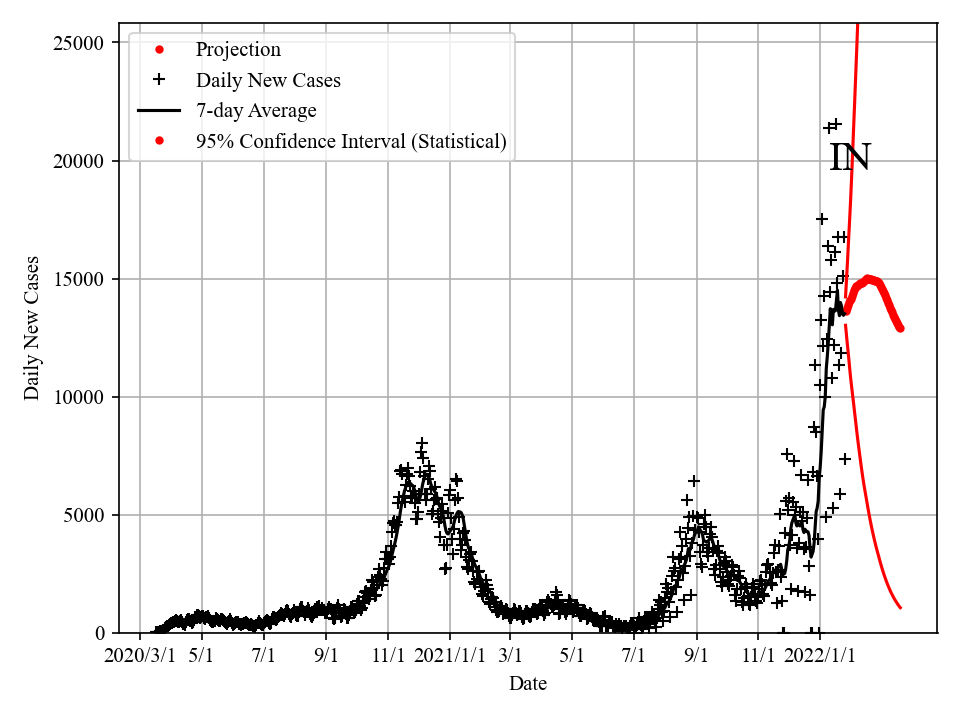 25000
20000
15000
10000
5000
0
Daily New Cases
Projection
Daily New Cases
7-day Average
95% Confidence Interval (Statistical)
IN
2020/3/1 5/1 7/1 9/1 11/1 2021/1/1 3/1 5/1 7/1 9/1 11/1 2022/1/1
Date